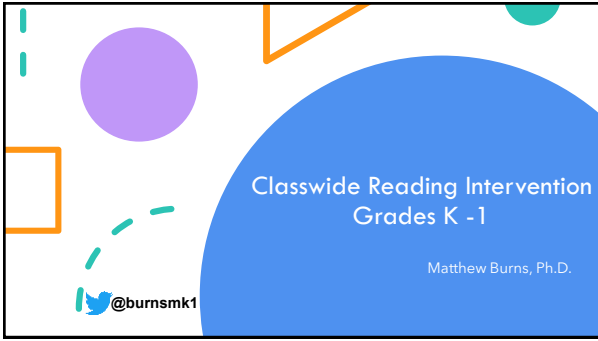 Classwide Reading Intervention
Grades K -1
Matthew Burns, Ph.D.
@burnsmk1